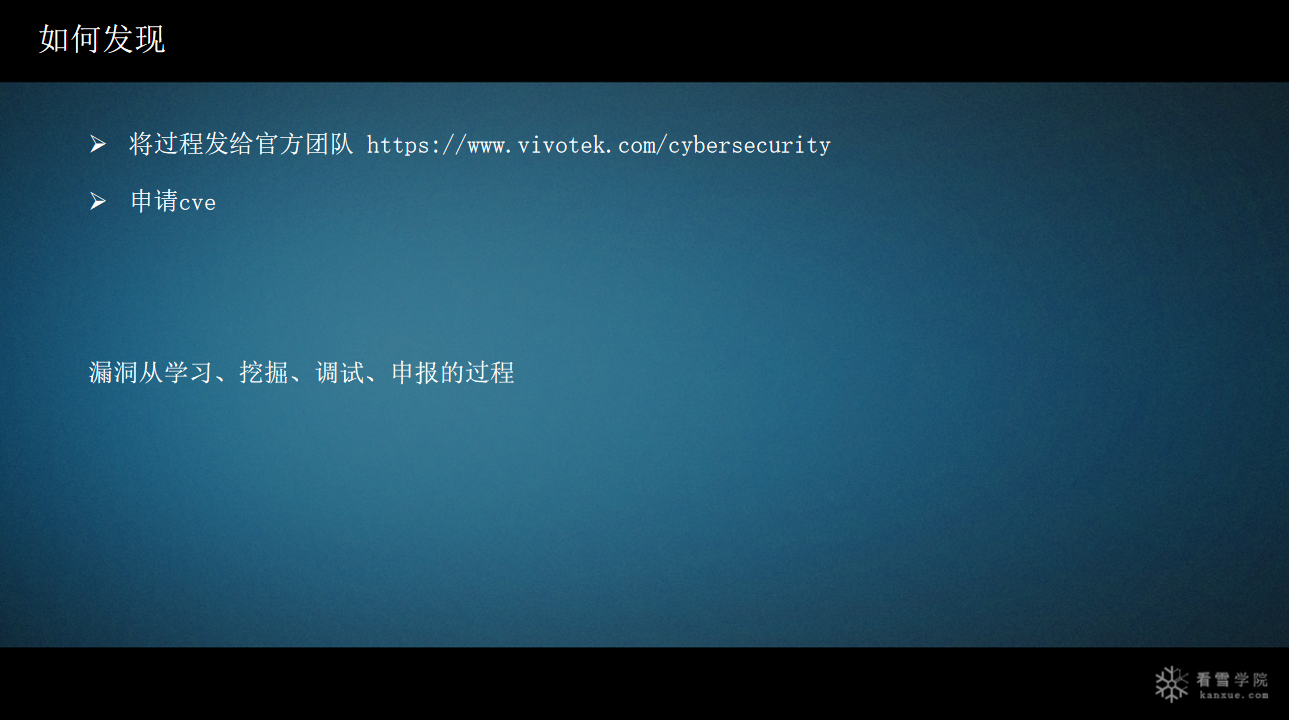 如何发现
➢ 将过程发给官方团队 https://www.vivotek.com/cybersecurity
➢ 申请cve
漏洞从学习、挖掘、调试、申报的过程
看雪学院
kanxue.com